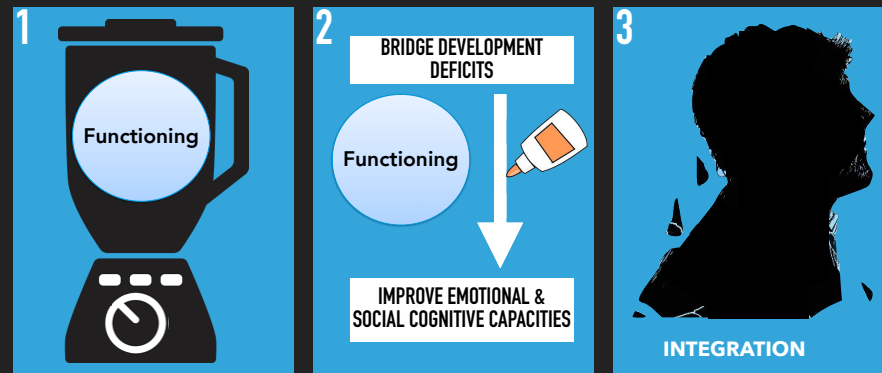 1
Functioning
2
BRIDGE DEVELOPMENT
DEFICITS
Functioning
IMPROVE EMOTIONAL &
SOCIAL COGNITIVE CAPACITIES
3
INTEGRATION